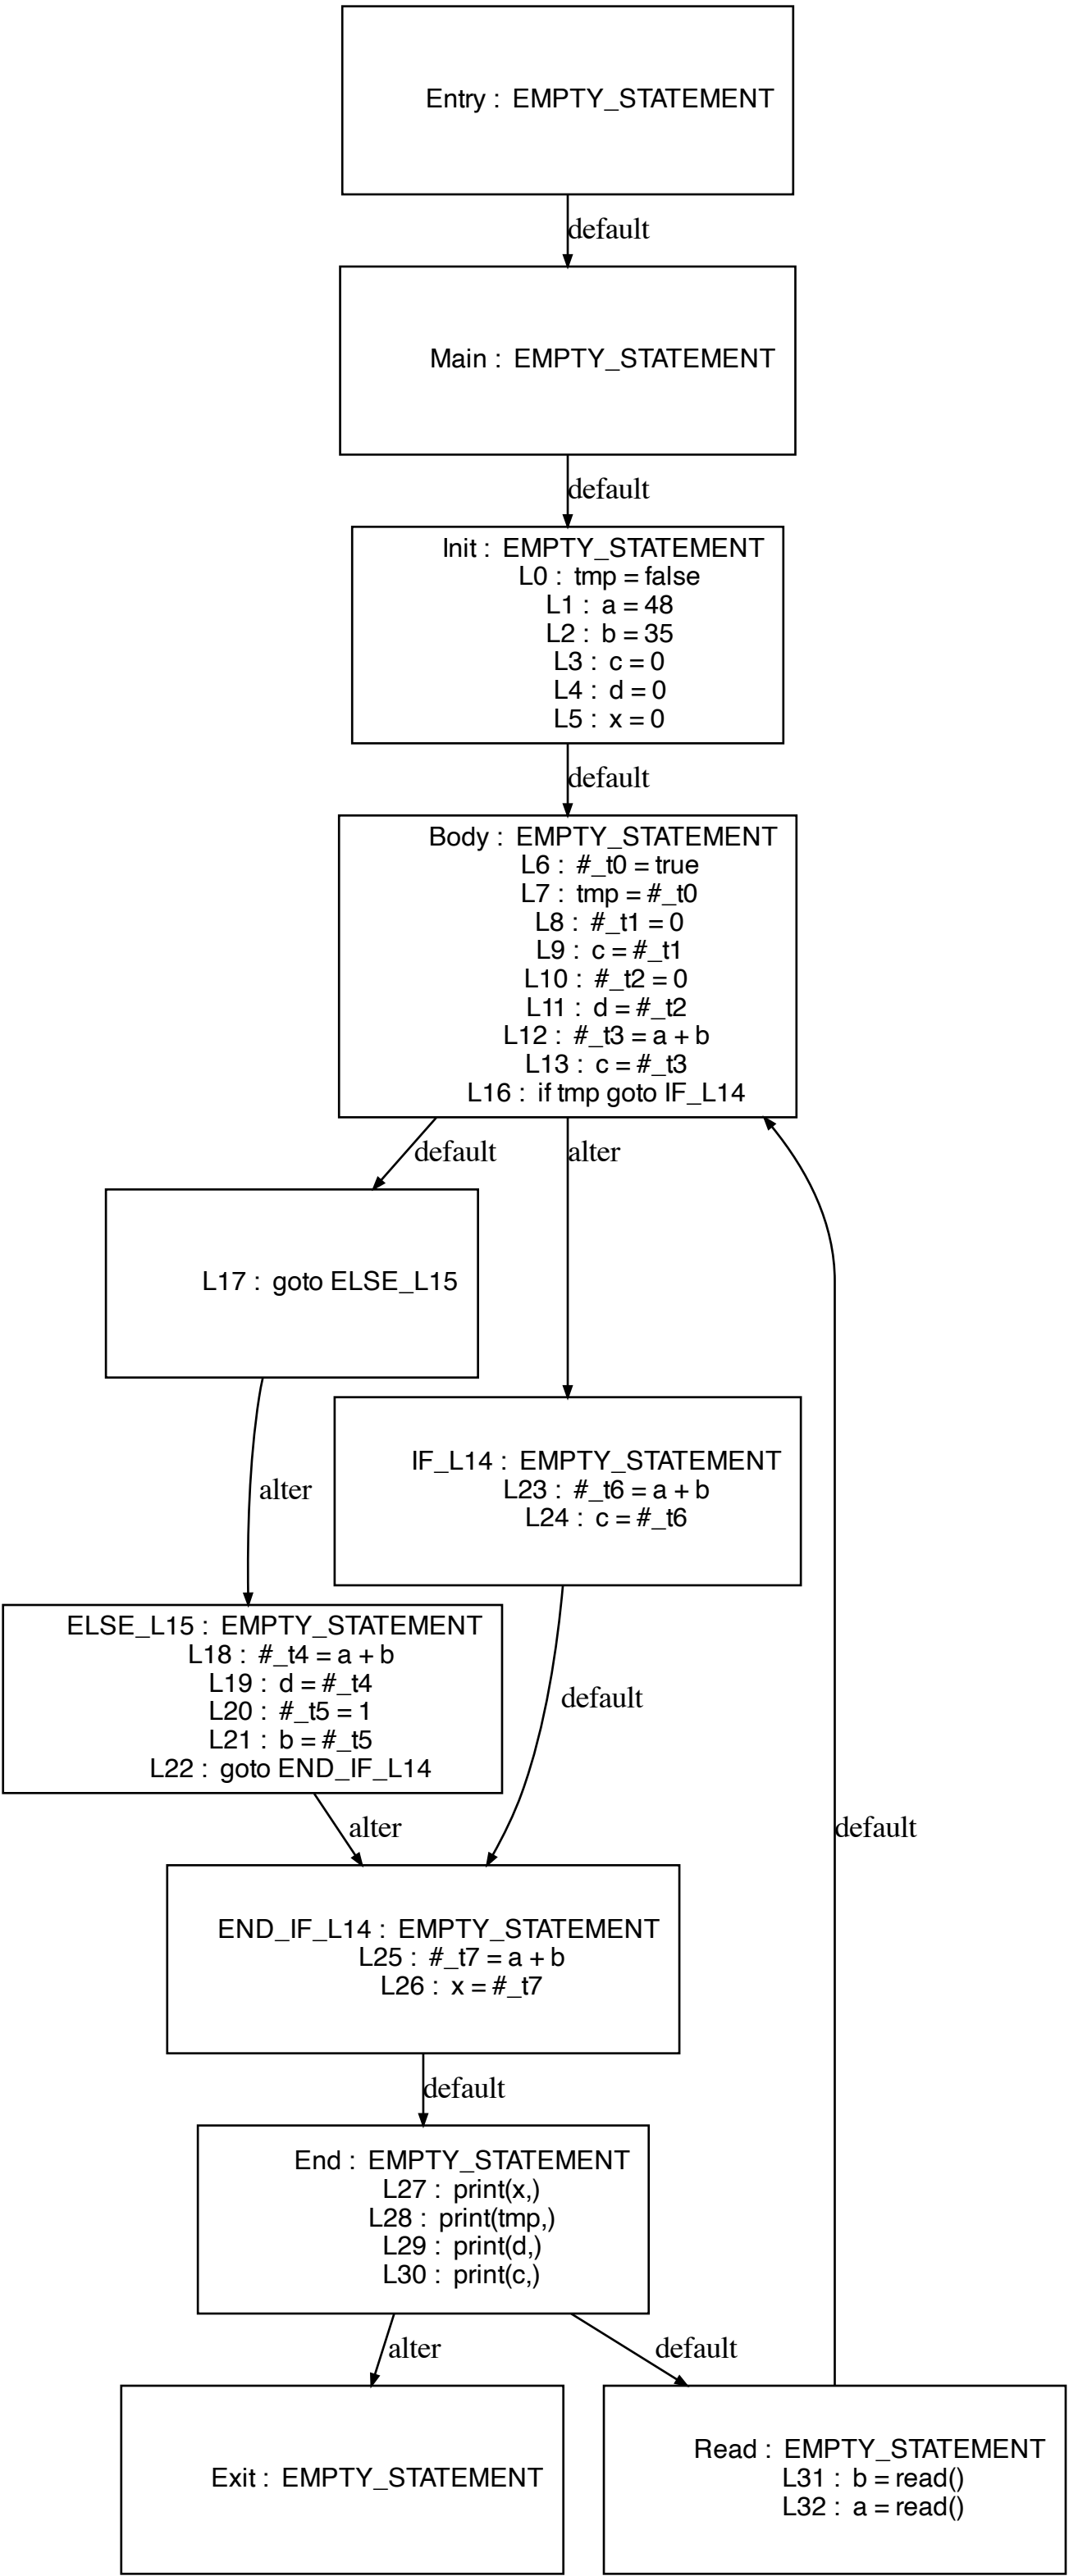 Entry : EMPTY_STATEMENT
default
Main : EMPTY_STATEMENT
default
Init : EMPTY_STATEMENT
L0 : tmp = false
L1 : a = 48
L2 : b = 35
L3 : c = 0
L4 : d = 0
L5 : x = 0
default
Body : EMPTY_STATEMENT
L6 : #_t0 = true
L7 : tmp = #_t0
L8 : #_t1 = 0
L9 : c = #_t1
L10 : #_t2 = 0
L11 : d = #_t2
L12 : #_t3 = a + b
L13 : c = #_t3
L16 : if tmp goto IF_L14
default
alter
L17 : goto ELSE_L15
IF_L14 : EMPTY_STATEMENT
L23 : #_t6 = a + b
L24 : c = #_t6
alter
ELSE_L15 : EMPTY_STATEMENT
L18 : #_t4 = a + b
L19 : d = #_t4
L20 : #_t5 = 1
L21 : b = #_t5
L22 : goto END_IF_L14
default
alter
default
END_IF_L14 : EMPTY_STATEMENT
L25 : #_t7 = a + b
L26 : x = #_t7
default
End : EMPTY_STATEMENT
L27 : print(x,)
L28 : print(tmp,)
L29 : print(d,)
L30 : print(c,)
alter
default
Exit : EMPTY_STATEMENT
Read : EMPTY_STATEMENT
L31 : b = read()
L32 : a = read()